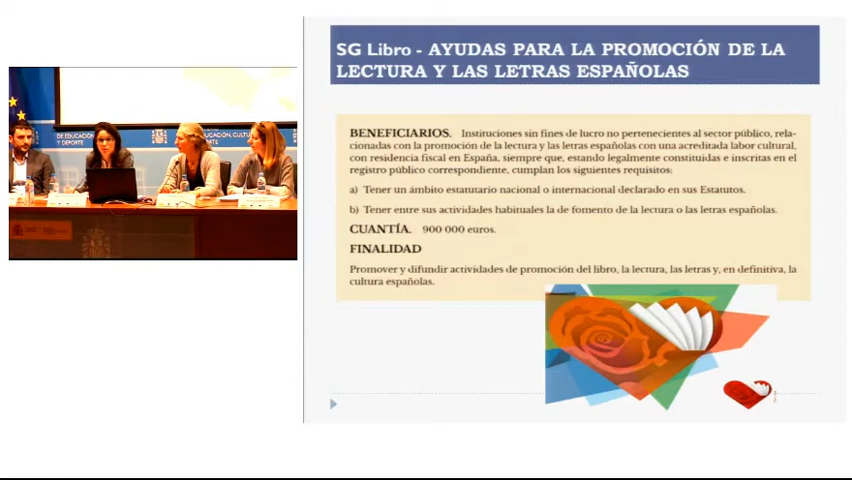 DE EDUCACIÓN
Y DEPORTE
EDUCACIÓN, CULTURA
SG Libro - AYUDAS PARA LA PROMOCIÓN DE LA
LECTURA Y LAS LETRAS ESPAÑOLAS
BENEFICIARIOS. Instituciones sin fines de lucro no pertenecientes al sector público, rela-
cionadas con la promoción de la lectura y las letras españolas con una acreditada labor cultural,
con residencia fiscal en España, siempre que, estando legalmente constituidas e inscritas en el
registro público correspondiente, cumplan los siguientes requisitos:
a) Tener un ámbito estatutario nacional o internacional declarado en sus Estatutos.
b) Tener entre sus actividades habituales la de fomento de la lectura o las letras españolas.
CUANTÍA. 900 000 euros.
FINALIDAD
Promover y difundir actividades de promoción del libro, la lectura, las letras y, en definitiva, la
cultura españolas.